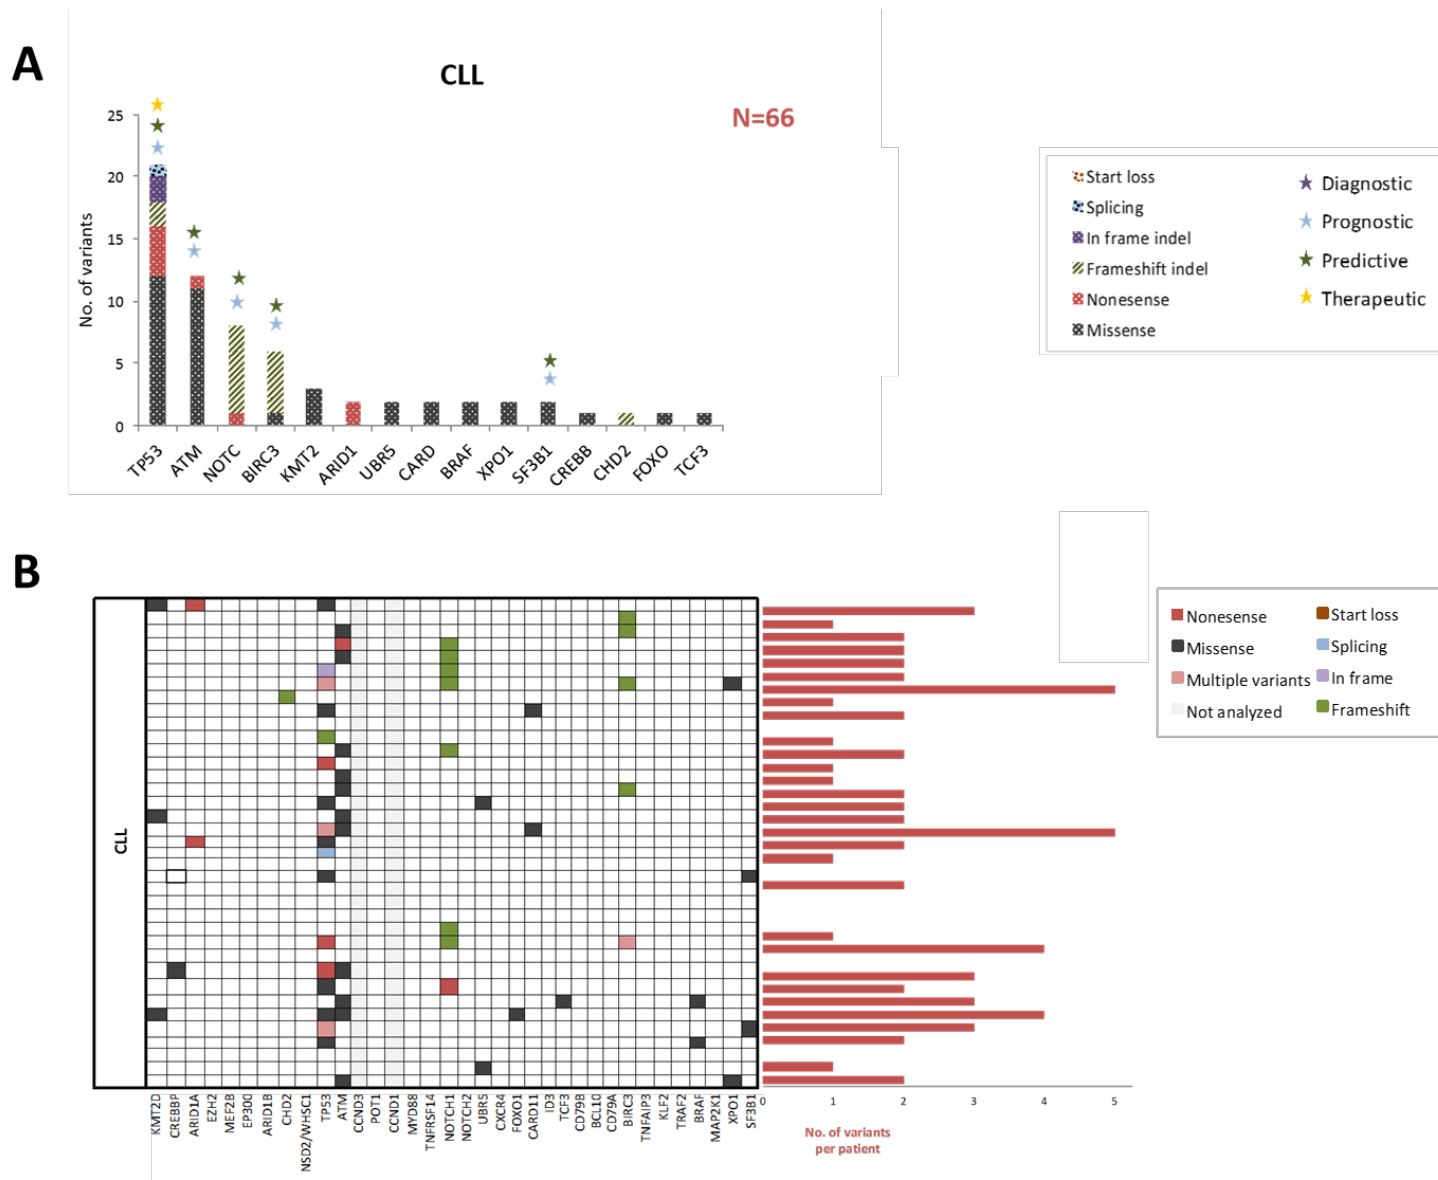 A
CLL
N=66
25
20
15
10
5
0
No. of variants
TP53
ATM
NOTC
BIRC3
KMT2
ARID1
UBR5
CARD
BRAF
XPO1
SF3B1
CREBB
CHD2
FOXO
TCF3
Start loss
Splicing
In frame indel
Frameshift indel
Nonesense
Missense
Diagnostic
Prognostic
Predictive
Therapeutic
B
CLL
KMT2D
CREBBP
ARID1A
EZH2
MEF2B
EP300
ARID1B
CHD2
NSD2/WHSC1
TP53
ATM
CCND3
POT1
CCND1
MYD88
TNFRSF14
NOTCH1
NOTCH2
UBR5
CXCR4
FOXO1
CARD11
ID3
TCF3
CD79B
BCL10
CD79A
BIRC3
TNFAIP3
KLF2
TRAF2
BRAF
MAP2K1
XPO1
SF3B1
0
1
2
3
4
5
No. of variants
per patient
Nonesense
Missense
Multiple variants
Not analyzed
Start loss
Splicing
In frame
Frameshift